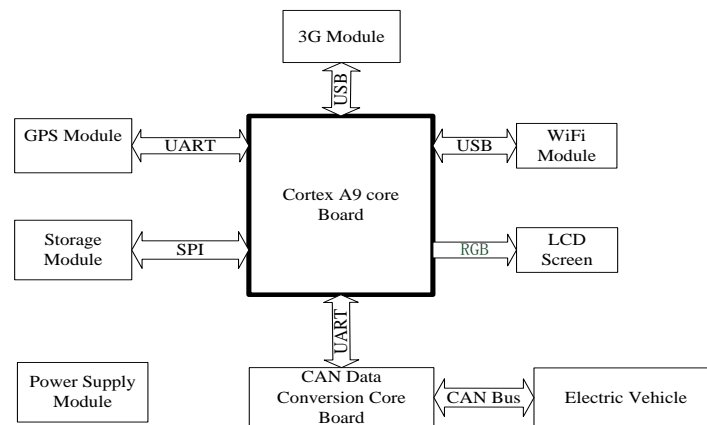 3G Module
USB
GPS Module
UART
USB
WiFi
Module
Cortex A9 core
Board
Storage
Module
SPI
RGB
LCD
Screen
UART
Power Supply
Module
CAN Data
Conversion Core
Board
CAN Bus
Electric Vehicle